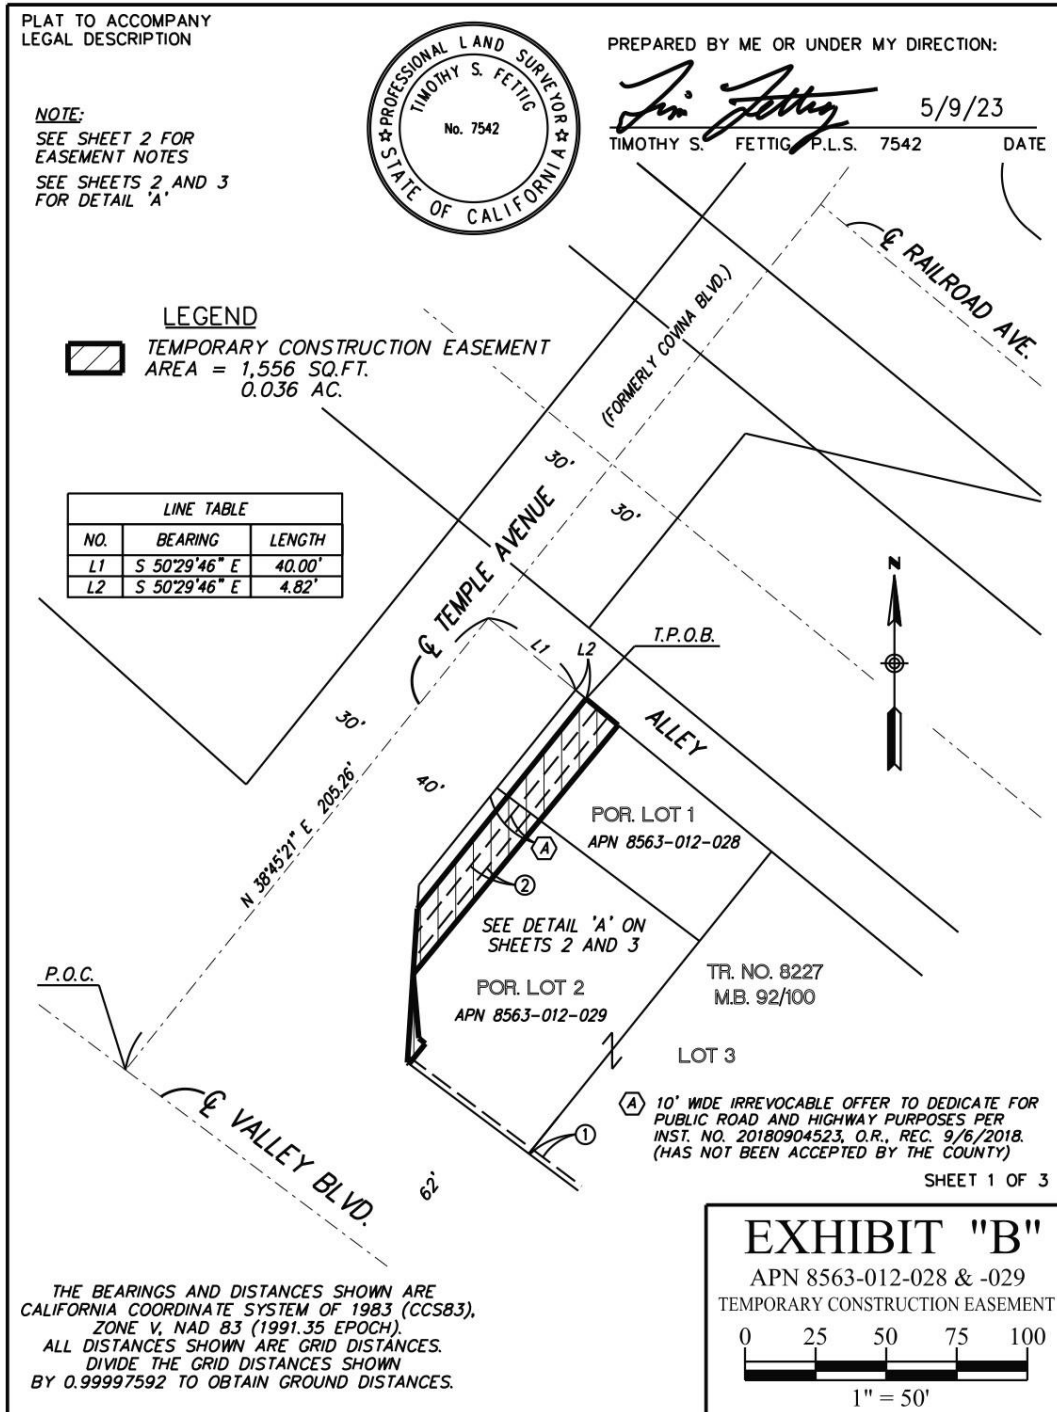 PLAT TO ACCOMPANY
LEGAL DESCRIPTION
NOTE:
SEE SHEET 2 FOR
EASEMENT NOTES
SEE SHEETS 2 AND 3
FOR DETAIL 'A'
PROFESSIONAL LAND SURVEYOR
TIMOTHY S. FETTIG
No. 7542
STATE OF CALIFORNIA
PREPARED BY ME OR UNDER MY DIRECTION:
Tim Fettig 5/9/23
TIMOTHY S. FETTIG P.L.S. 7542 DATE
℄ RAILROAD AVE.
(FORMERLY COVINA BLVD.)
LEGEND
TEMPORARY CONSTRUCTION EASEMENT
AREA = 1,556 SQ.FT.
0.036 AC.
LINE TABLE
NO. BEARING LENGTH
L1 S 50°29'46" E 40.00'
L2 S 50°29'46" E 4.82'
30'
30'
℄ TEMPLE AVENUE
N
T.P.O.B.
L1
L2
ALLEY
30'
40'
N 38°45'21" E 205.26'
POR. LOT 1
APN 8563-012-028
A
2
SEE DETAIL 'A' ON
SHEETS 2 AND 3
P.O.C.
POR. LOT 2
APN 8563-012-029
TR. NO. 8227
M.B. 92/100
LOT 3
℄ VALLEY BLVD.
62'
1
A 10' WIDE IRREVOCABLE OFFER TO DEDICATE FOR
PUBLIC ROAD AND HIGHWAY PURPOSES PER
INST. NO. 20180904523, O.R., REC. 9/6/2018.
(HAS NOT BEEN ACCEPTED BY THE COUNTY)
SHEET 1 OF 3
THE BEARINGS AND DISTANCES SHOWN ARE
CALIFORNIA COORDINATE SYSTEM OF 1983 (CCS83),
ZONE V, NAD 83 (1991.35 EPOCH).
ALL DISTANCES SHOWN ARE GRID DISTANCES.
DIVIDE THE GRID DISTANCES SHOWN
BY 0.99997592 TO OBTAIN GROUND DISTANCES.
EXHIBIT "B"
APN 8563-012-028 & -029
TEMPORARY CONSTRUCTION EASEMENT
0 25 50 75 100
1" = 50'